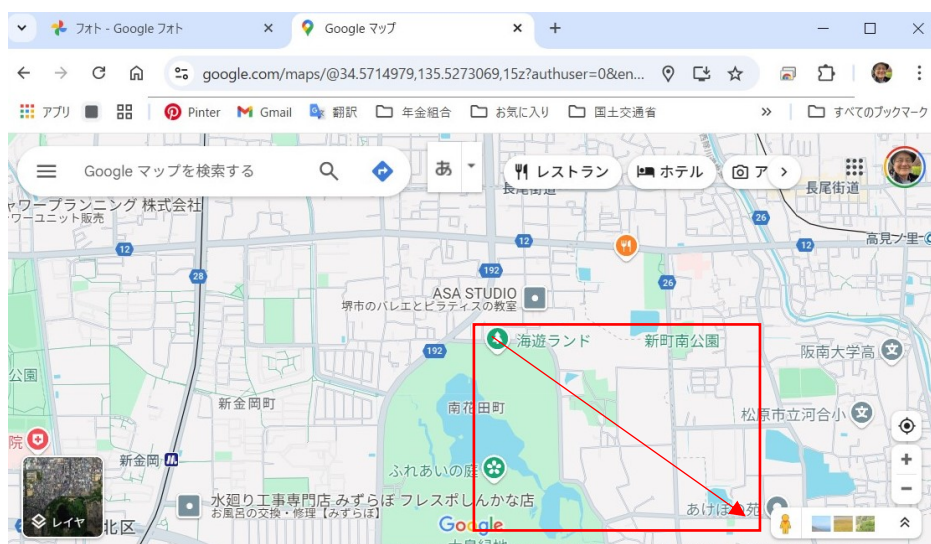 フォト - Google フォト
Google マップ
google.com/maps/@34.5714979,135.5273069,15z?authuser=0&en...
アプリ
Pinter
Gmail
翻訳
年金組合
お気に入り
国土交通省
»
すべてのブックマーク
Google マップを検索する
あ
レストラン
ホテル
ア
長尾街道
長尾街道
ャワープランニング 株式会社
ワーユニット販売
12
28
12
192
26
26
12
高見ノ里
ASA STUDIO
堺市のバレエとピラティスの教室
192
海遊ランド
新町南公園
阪南大学高
公園
新金岡町
南花田町
松原市立河合小
院
新金岡
ふれあいの庭
水廻り工事専門店 みずらぼ フレスポしんかな店
お風呂の交換・修理【みずらぼ】
あけぼ
苑
レイヤ
北区
Google
大泉緑地